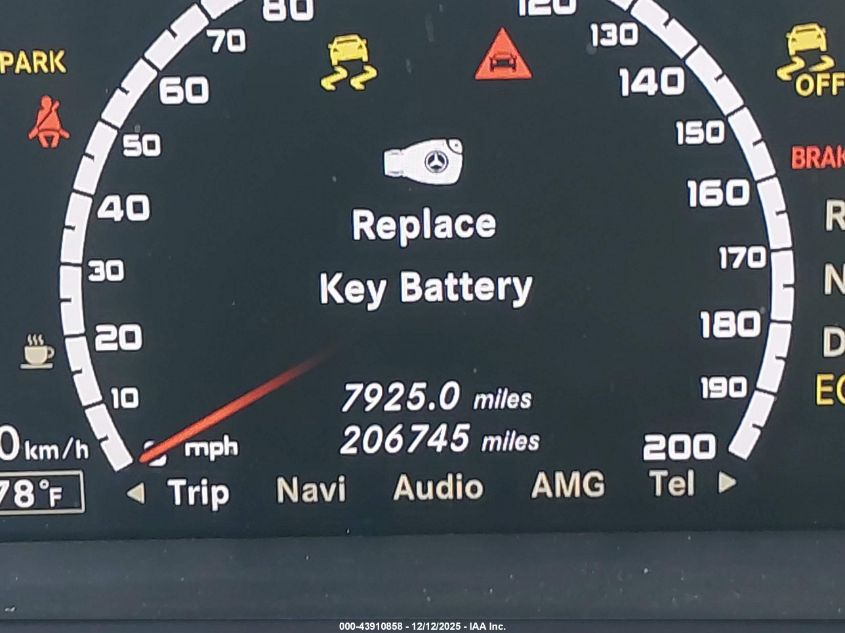 80
120
70
130
PARK
60
140
OFF
50
150
BRAK
40
160
R
Replace
30
170
N
Key Battery
20
180
D
10
7925.0 miles
190
EC
0 km/h
mph
206745 miles
200
78°F
Trip
Navi
Audio
AMG
Tel
000-43910858 - 12/12/2025 - IAA Inc.